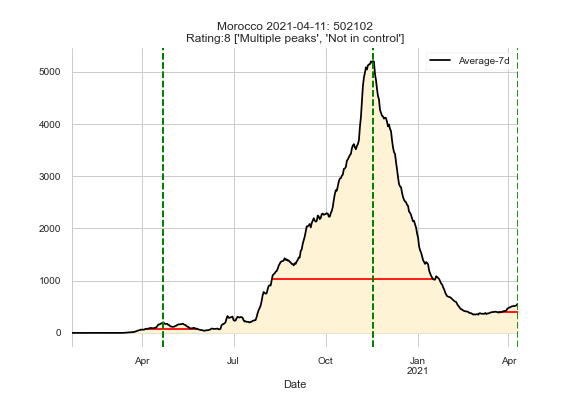 Morocco 2021-04-11: 502102
Rating:8 ['Multiple peaks', 'Not in control']
Average-7d
5000
4000
3000
2000
1000
0
Apr
Jul
Oct
Jan
2021
Apr
Date